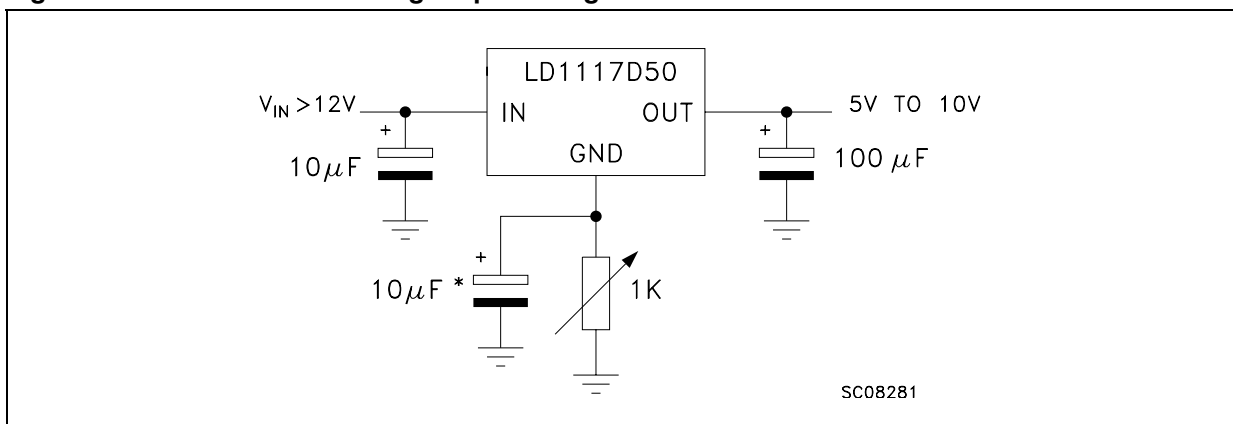 LD1117D50
V_IN >12V
IN
OUT
5V TO 10V
+
+
10μF
GND
100 μF
+
10μF *
1K
SC08281